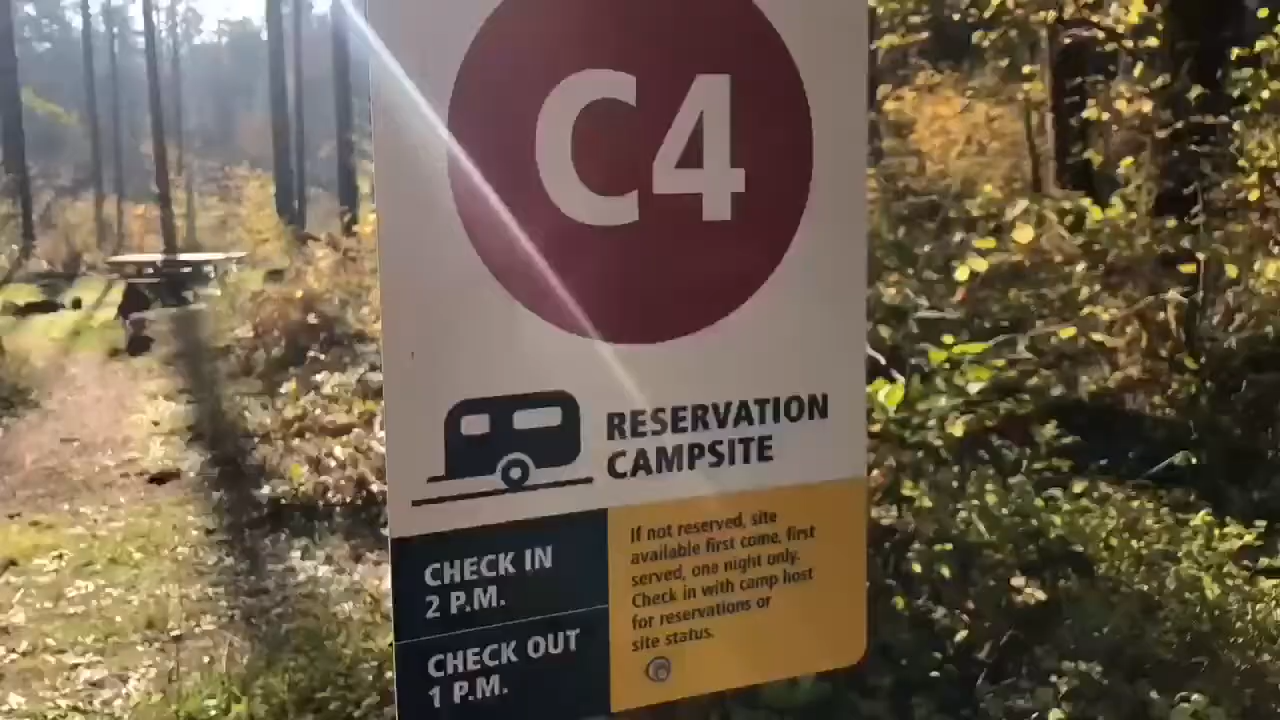 C4
RESERVATION
CAMPSITE
CHECK IN
2 P.M.
CHECK OUT
1 P.M.
If not reserved, site
available first come, first
served, one night only.
Check in with camp host
for reservations or
site status.